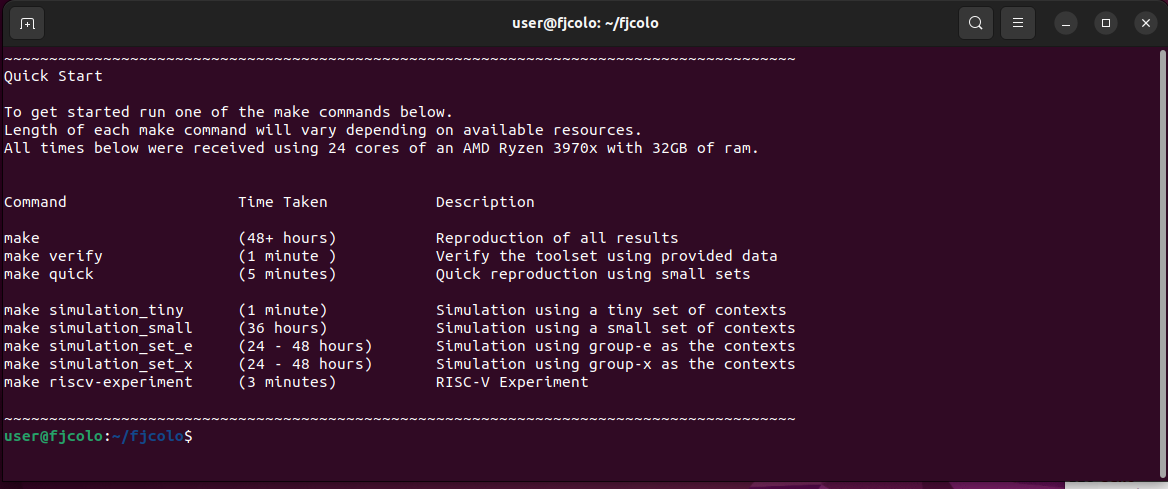 user@fjcolo: ~/fjcolo
~~~~~~~~~~~~~~~~~~~~~~~~~~~~~~~~~~~~~~~~~~~~~~~~~~~~~~~~~~~~~~~~~~~~~~~~~~~~~~~~~~~~~~~~
Quick Start
To get started run one of the make commands below.
Length of each make command will vary depending on available resources.
All times below were received using 24 cores of an AMD Ryzen 3970x with 32GB of ram.
Command                   Time Taken            Description
make                      (48+ hours)           Reproduction of all results
make verify               (1 minute )           Verify the toolset using provided data
make quick                (5 minutes)           Quick reproduction using small sets
make simulation_tiny      (1 minute)            Simulation using a tiny set of contexts
make simulation_small     (36 hours)            Simulation using a small set of contexts
make simulation_set_e     (24 - 48 hours)       Simulation using group-e as the contexts
make simulation_set_x     (24 - 48 hours)       Simulation using group-x as the contexts
make riscv-experiment     (3 minutes)           RISC-V Experiment
~~~~~~~~~~~~~~~~~~~~~~~~~~~~~~~~~~~~~~~~~~~~~~~~~~~~~~~~~~~~~~~~~~~~~~~~~~~~~~~~~~~~~~~~
user@fjcolo:~/fjcolo$